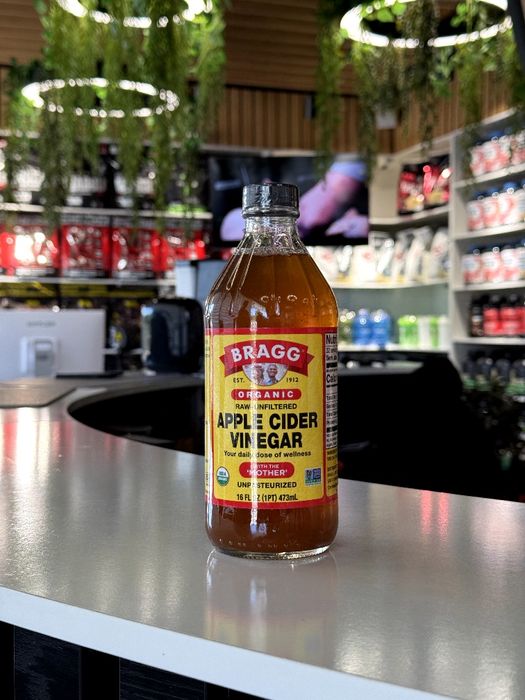 BRAGG
EST. 1912
ORGANIC
RAW-UNFILTERED
APPLE CIDER
VINEGAR
Your daily dose of wellness
WITH THE
'MOTHER'
UNPASTEURIZED
16 FL OZ (1PT) 473mL